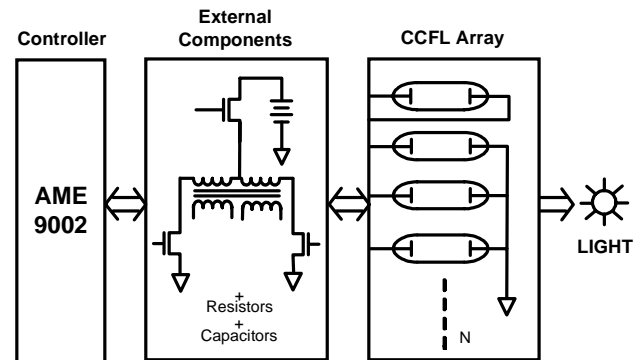 Controller
External
Components
CCFL Array
AME
9002
+
Resistors
+
Capacitors
N
LIGHT